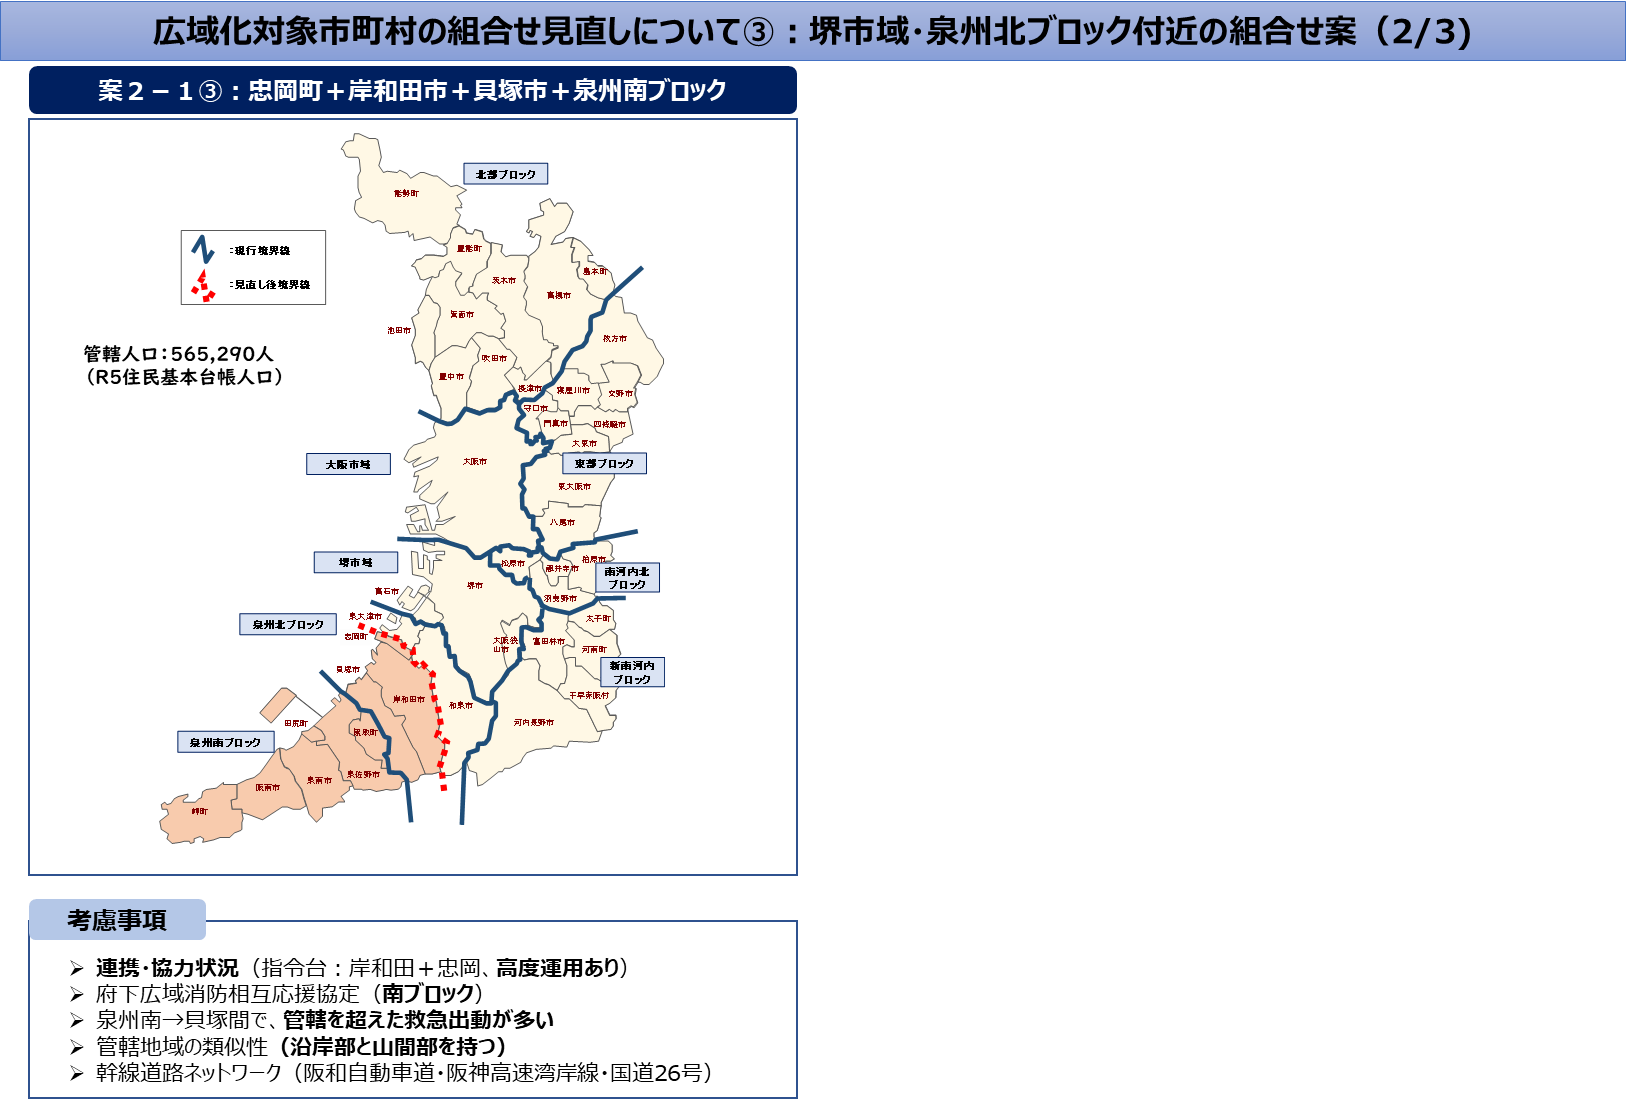 広域化対象市町村の組合せ見直しについて③：堺市域・泉州北ブロック付近の組合せ案（2/3)
案２－１③：忠岡町＋岸和田市＋貝塚市＋泉州南ブロック
北部ブロック
能勢町
:現行境界線
:見直し後境界線
豊能町
茨木市
高槻市
島本町
箕面市
池田市
枚方市
管轄人口：565,290人
（R5住民基本台帳人口）
吹田市
豊中市
摂津市
寝屋川市
交野市
守口市
門真市
四條畷市
大東市
大阪市域
大阪市
東部ブロック
東大阪市
八尾市
堺市域
松原市
藤井寺市
柏原市
南河内北
ブロック
高石市
堺市
羽曳野市
泉州北ブロック
泉大津市
忠岡町
太子町
大阪狭
山市
富田林市
河南町
新南河内
ブロック
貝塚市
岸和田市
和泉市
千早赤阪村
河内長野市
田尻町
熊取町
泉州南ブロック
泉佐野市
泉南市
阪南市
岬町
考慮事項
➢ 連携・協力状況（指令台：岸和田＋忠岡、高度運用あり）
➢ 府下広域消防相互応援協定（南ブロック）
➢ 泉州南→貝塚間で、管轄を超えた救急出動が多い
➢ 管轄地域の類似性（沿岸部と山間部を持つ）
➢ 幹線道路ネットワーク（阪和自動車道・阪神高速湾岸線・国道26号）